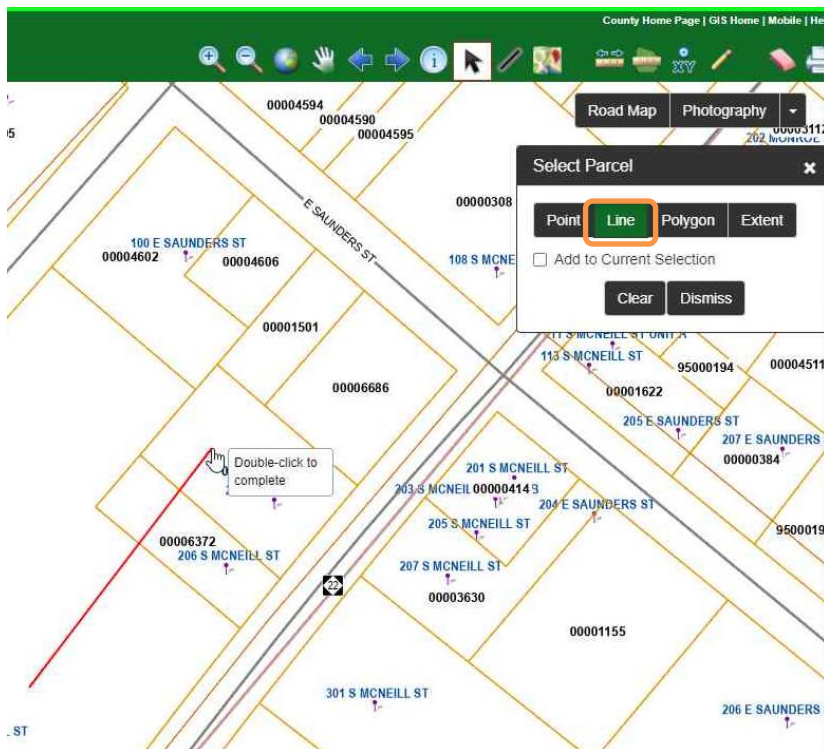 County Home Page | GIS Home | Mobile |
XY
Road Map Photography
00004594
00004590
00004595
202 MONROE
Select Parcel
x
Point Line Polygon Extent
Add to Current Selection
Clear Dismiss
00000308
E SAUNDERS ST
100 E SAUNDERS ST
00004602
00004606
108 S MCNE
00001501
113 S MCNEILL ST
95000194
00004511
00006686
00001622
205 E SAUNDERS ST
207 E SAUNDERS
00000384
Double-click to
complete
201 S MCNEILL ST
00000414
204 E SAUNDERS ST
205 S MCNEILL ST
9500019
00006372
206 S MCNEILL ST
207 S MCNEILL ST
22
00003630
00001155
301 S MCNEILL ST
206 E SAUNDERS
ST